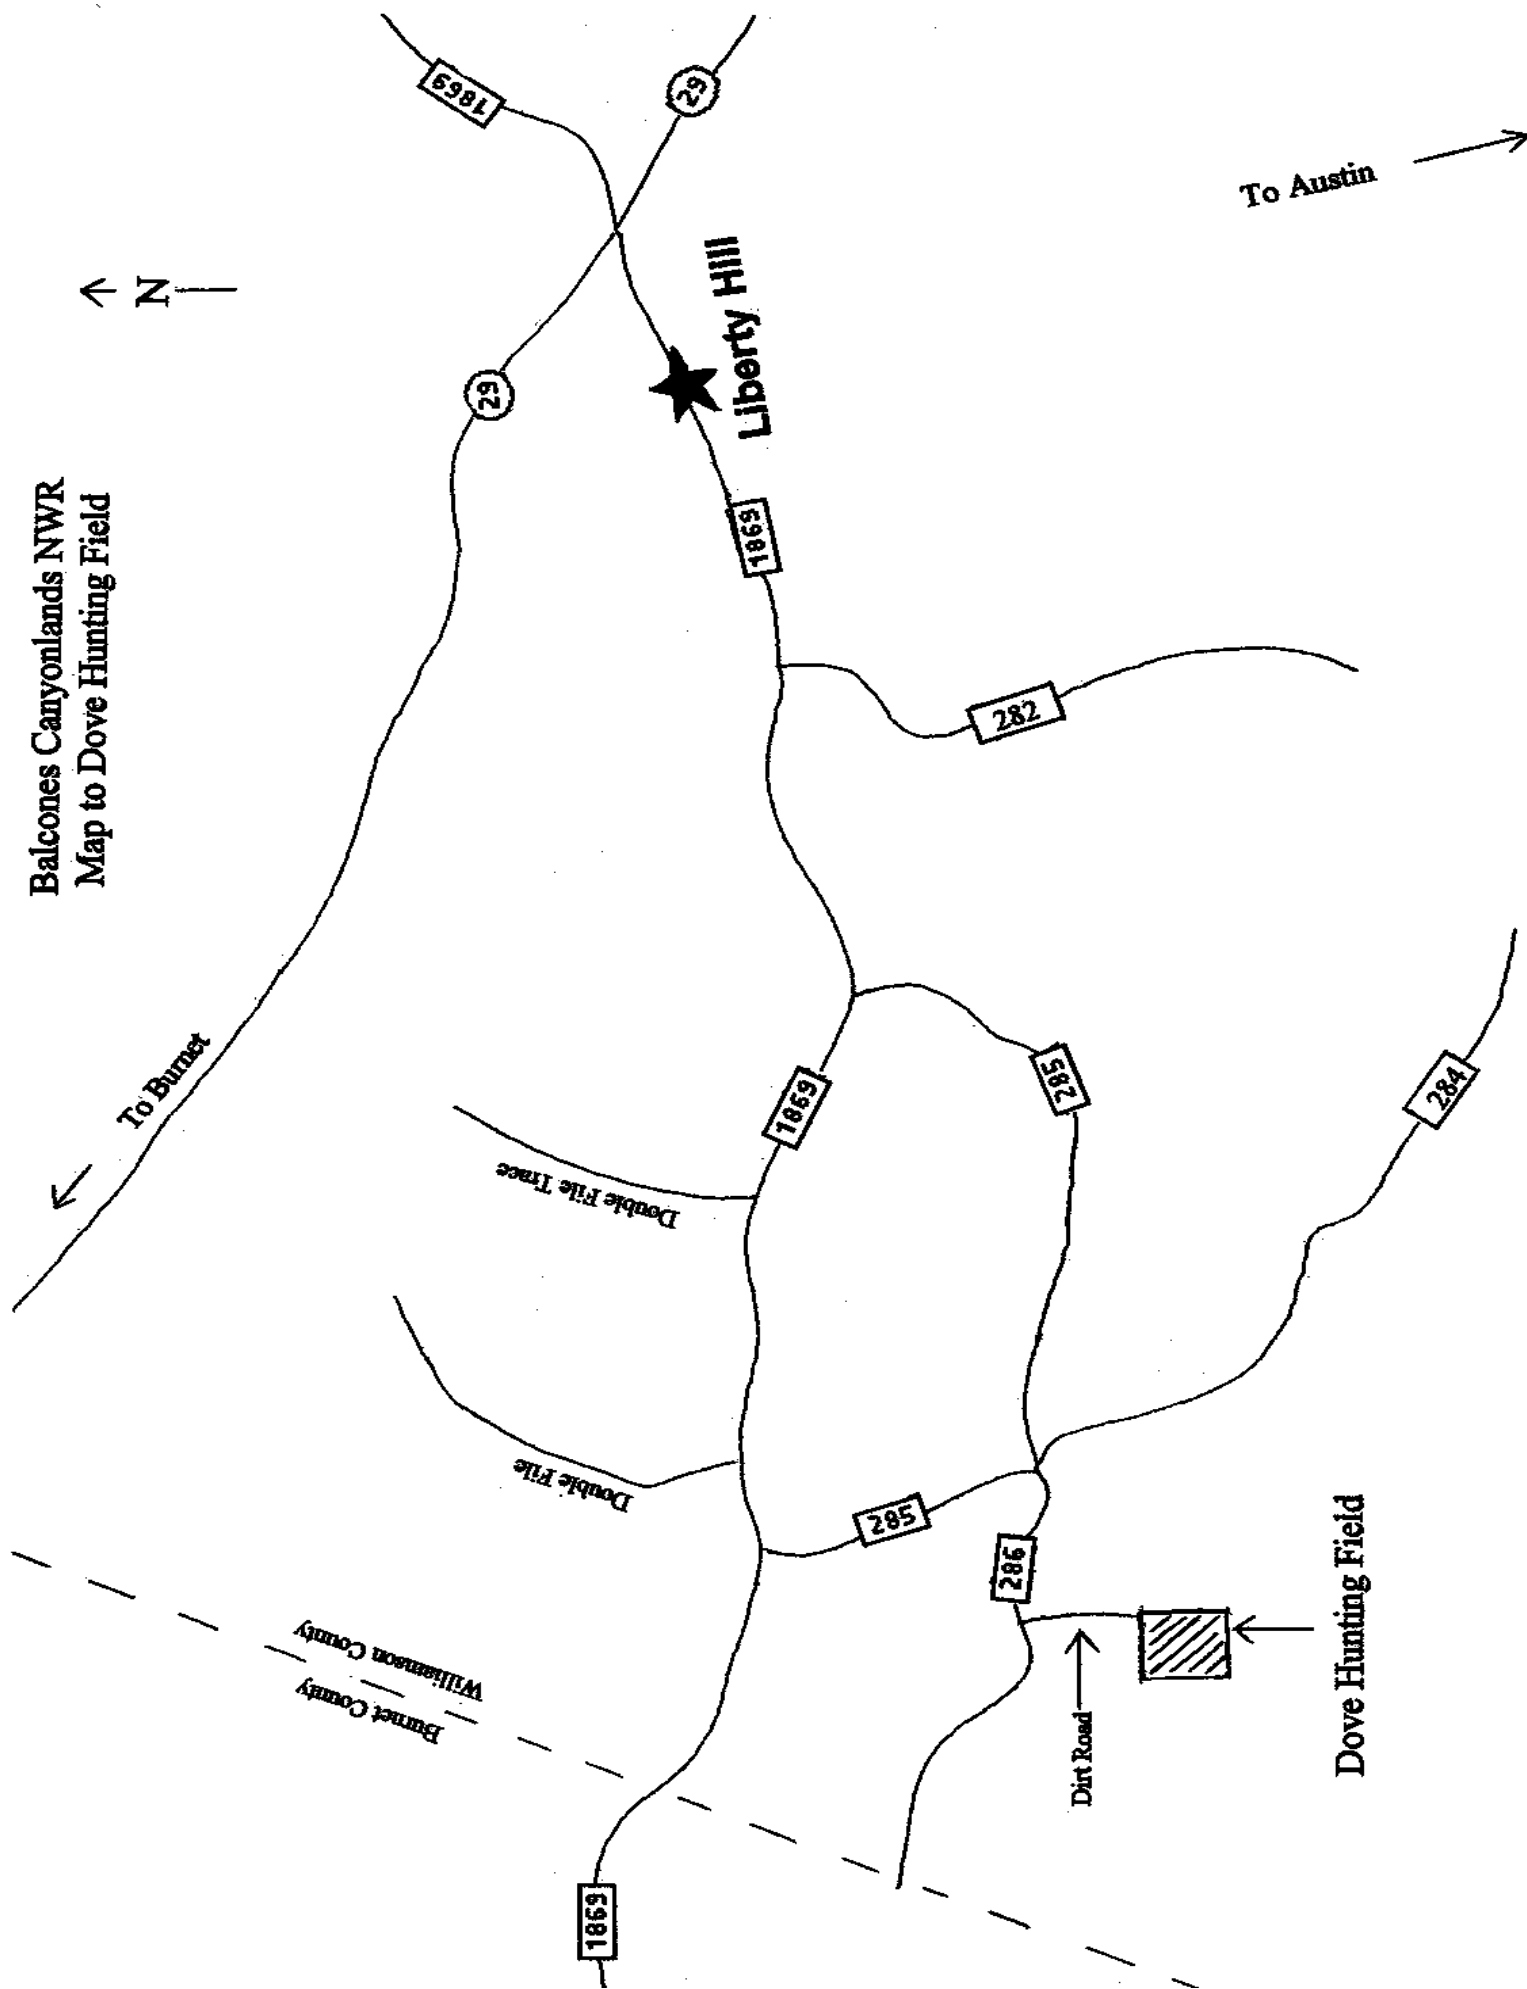 Balcones Canyonlands NWR
Map to Dove Hunting Field
N
To Burnet
29
29
1869
Liberty Hill
To Austin
1869
282
1869
285
284
Double File Trace
Double File
285
286
Williamson County
Burnet County
1869
Dirt Road
Dove Hunting Field